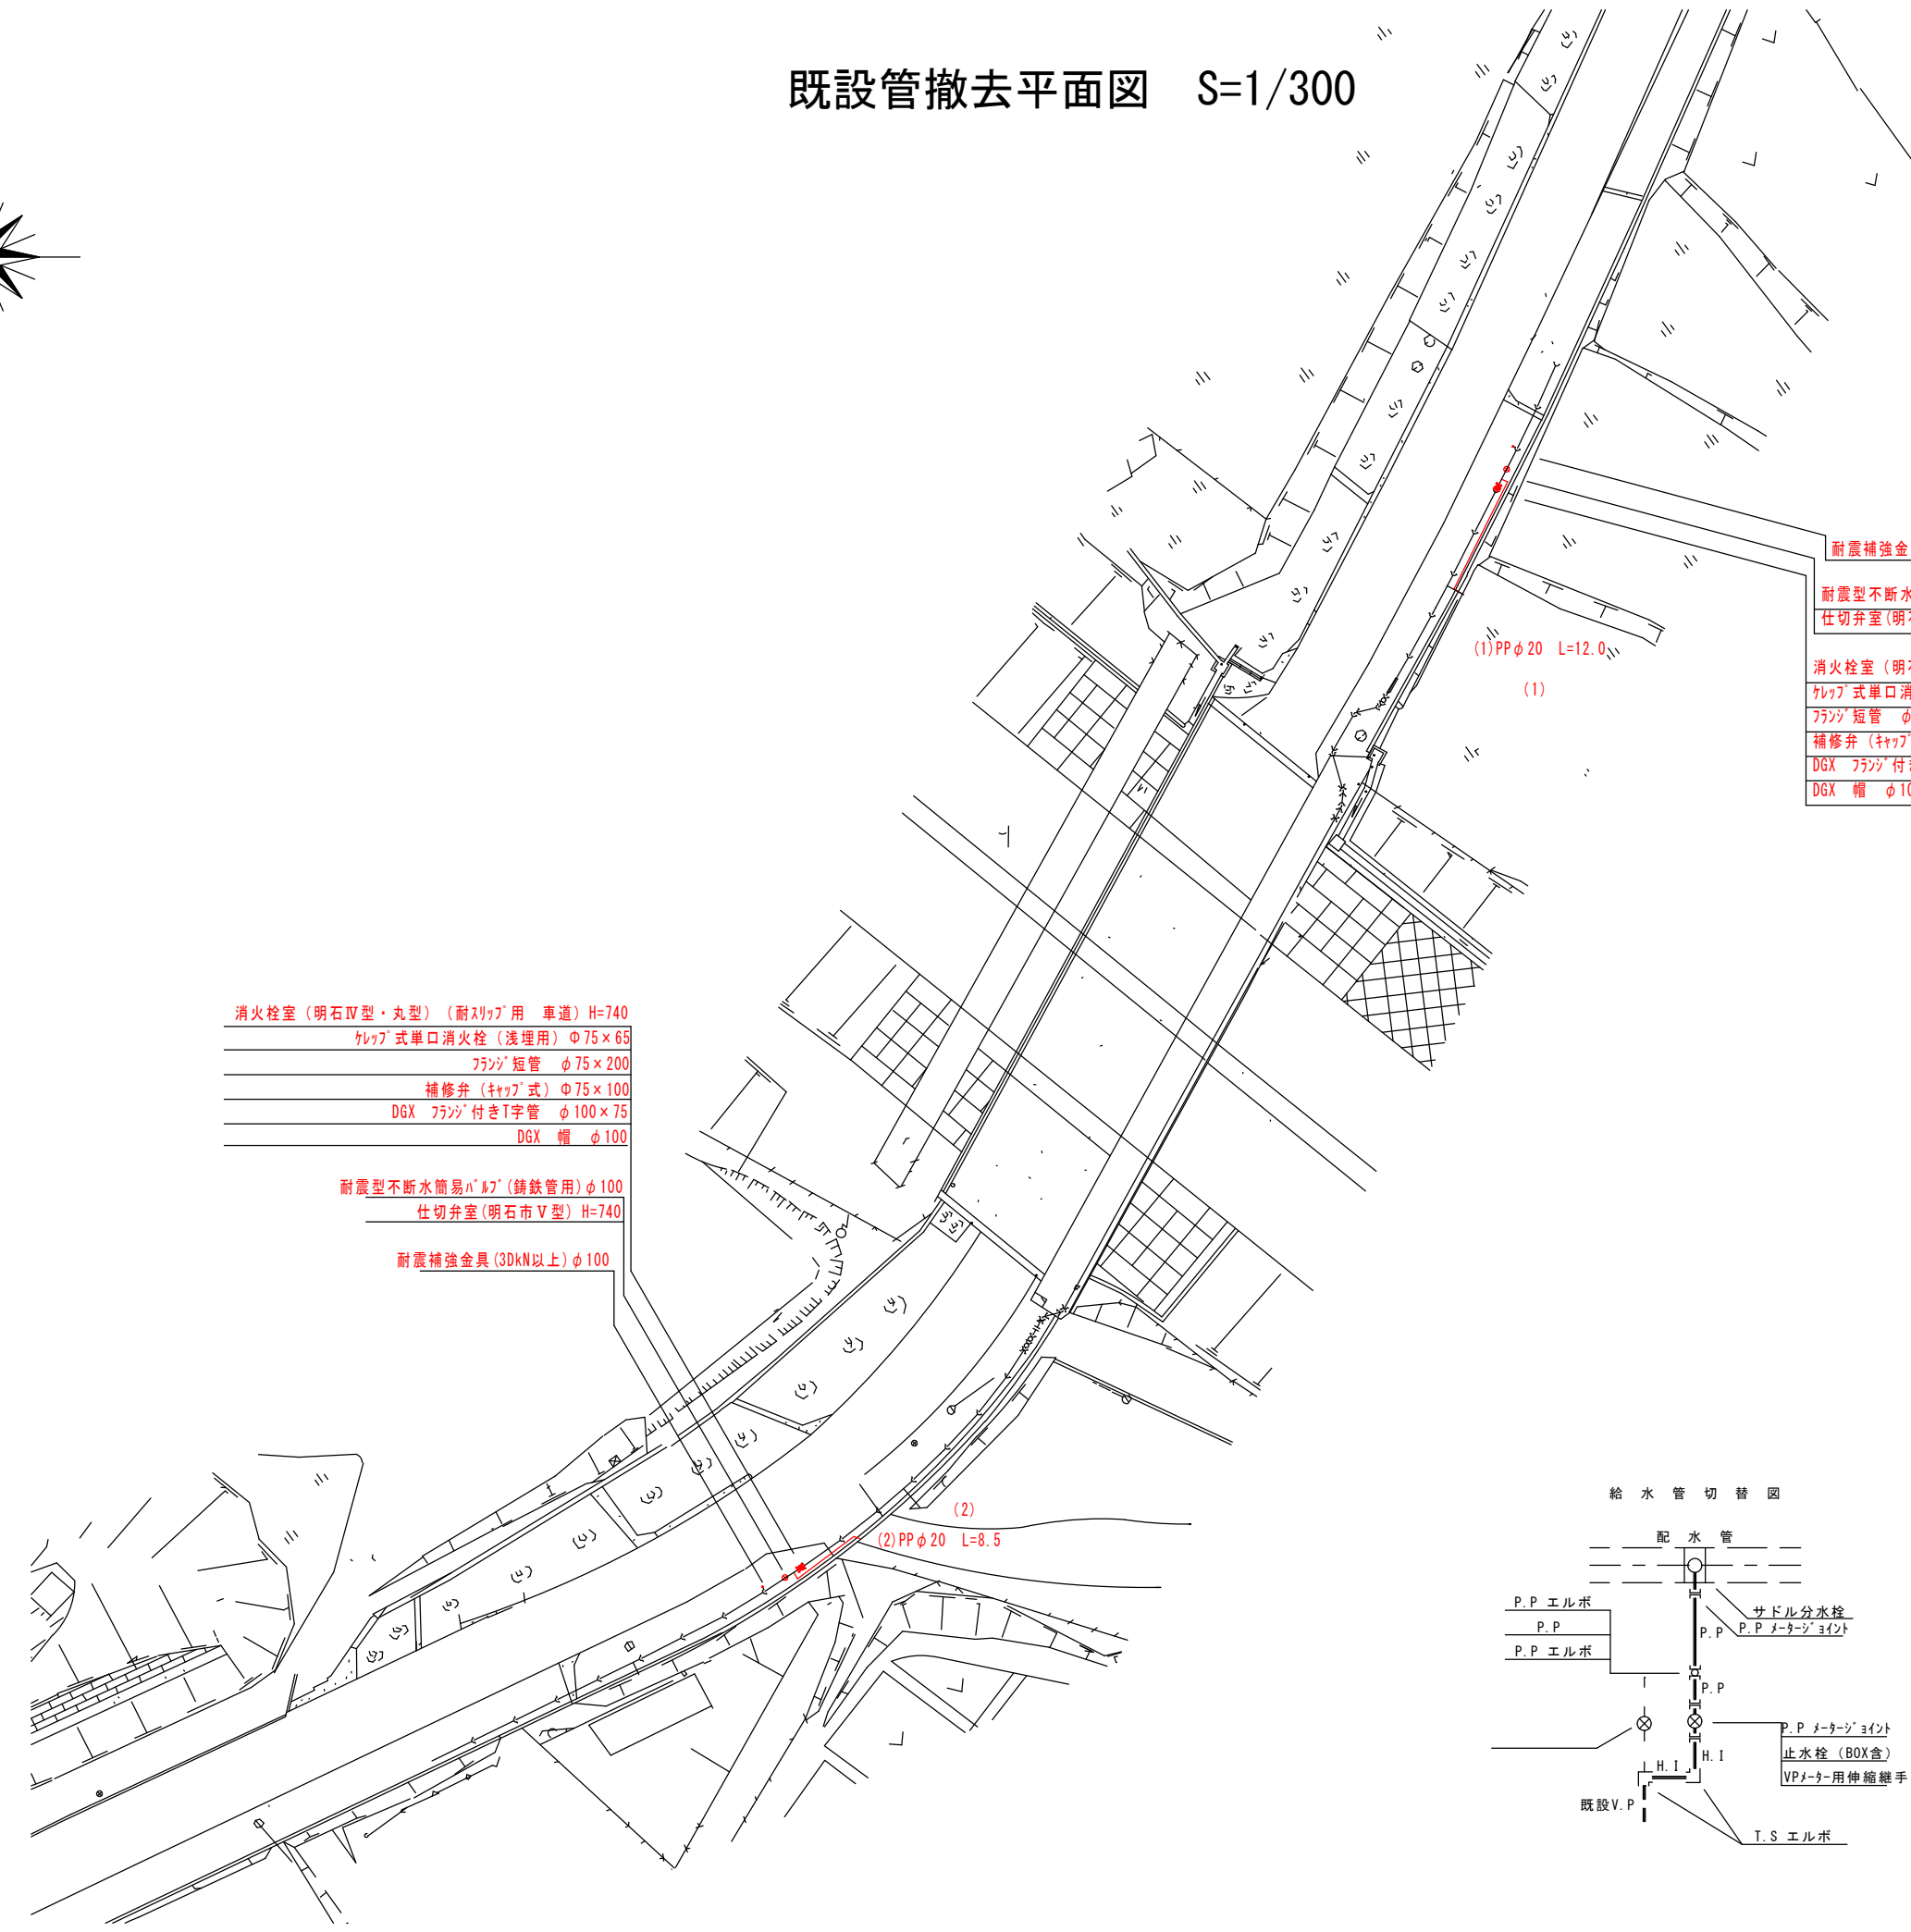 既設管撤去平面図　S=1/300
耐震補強金
耐震型不断水
仕切弁室(明
消火栓室（明
ｹﾚｯﾌﾟ式単口消
ﾌﾗﾝｼﾞ短管　φ
補修弁（ｷｬｯﾌﾟ
DGX　ﾌﾗﾝｼﾞ付き
DGX　帽　φ10
(1)PPφ20　L=12.0
(1)
消火栓室（明石Ⅳ型・丸型）（耐ｽﾘｯﾌﾟ用　車道）H=740
ｹﾚｯﾌﾟ式単口消火栓（浅埋用）Φ75×65
ﾌﾗﾝｼﾞ短管　φ75×200
補修弁（ｷｬｯﾌﾟ式）Φ75×100
DGX　ﾌﾗﾝｼﾞ付きT字管　φ100×75
DGX　帽　φ100
耐震型不断水簡易ﾊﾞﾙﾌﾞ(鋳鉄管用)φ100
仕切弁室(明石市Ⅴ型)H=740
耐震補強金具(3DkN以上)φ100
(2)
(2)PPφ20　L=8.5
給　水　管　切　替　図
配　水　管
P.P エルボ
P.P
P.P エルボ
サドル分水栓
P.P ﾒｰﾀｰｼﾞｮｲﾝﾄ
P.P
P.P
P.P ﾒｰﾀｰｼﾞｮｲﾝﾄ
止水栓（BOX含）
VPﾒｰﾀｰ用伸縮継手
H.I
H.I
既設V.P
T.S エルボ